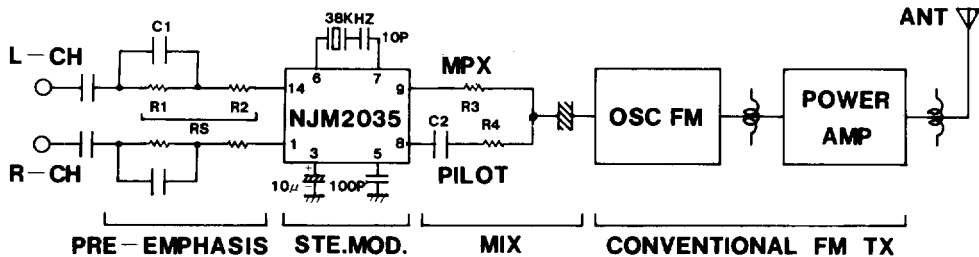 ANT
38KHZ
C1
10P
L-CH
6
7
MPX
14
9
R1
R2
R3
RS
NJM2035
C2
R4
OSC FM
POWER
AMP
1
8
3
5
R-CH
+
10μ
100P
PILOT
PRE-EMPHASIS
STE.MOD.
MIX
CONVENTIONAL FM TX